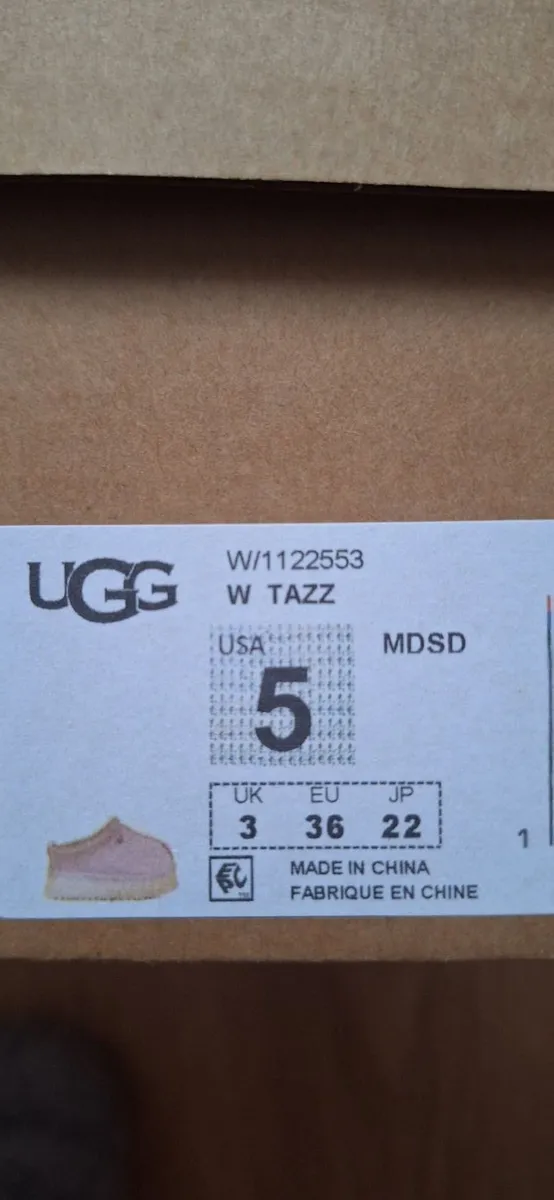 UGG
W/1122553
W TAZZ
USA
5
MDSD
UK EU JP
3 36 22
1
MADE IN CHINA
FABRIQUE EN CHINE